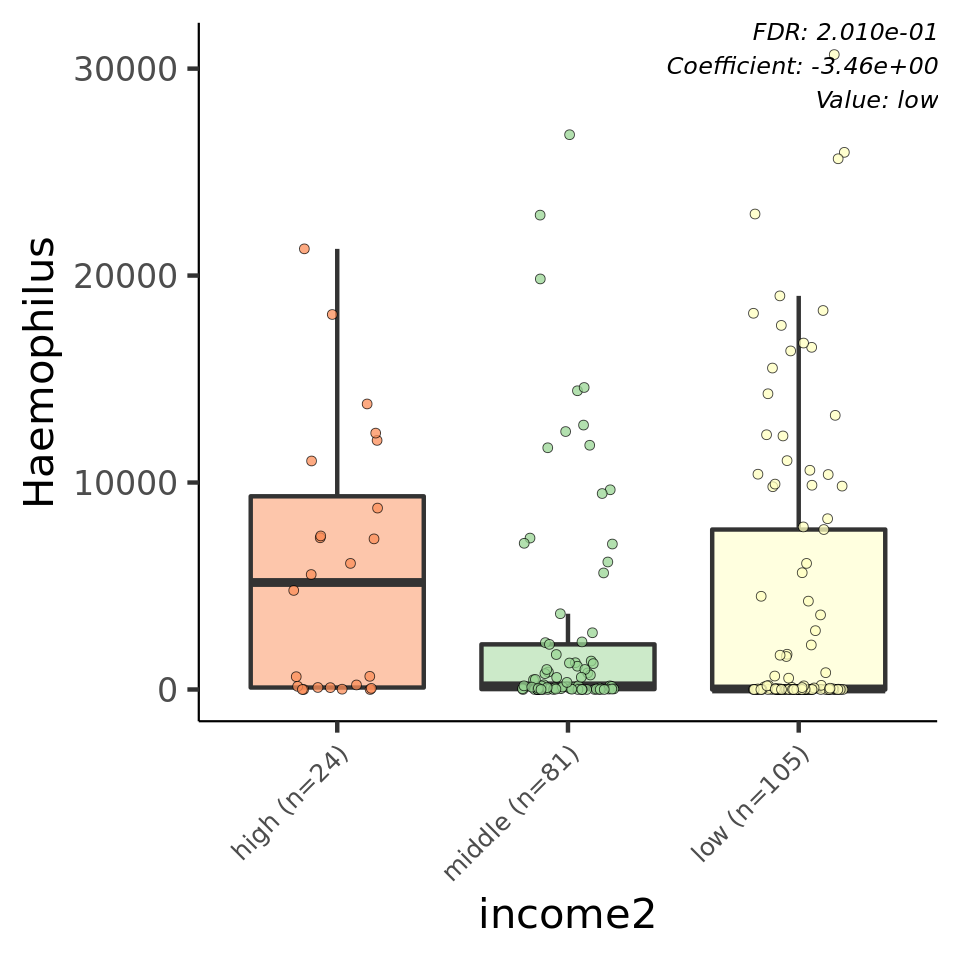 FDR: 2.010e-01
Coefficient: -3.46e+00
Value: low
30000
20000
10000
0
Haemophilus
high (n=24)
middle (n=81)
low (n=105)
income2